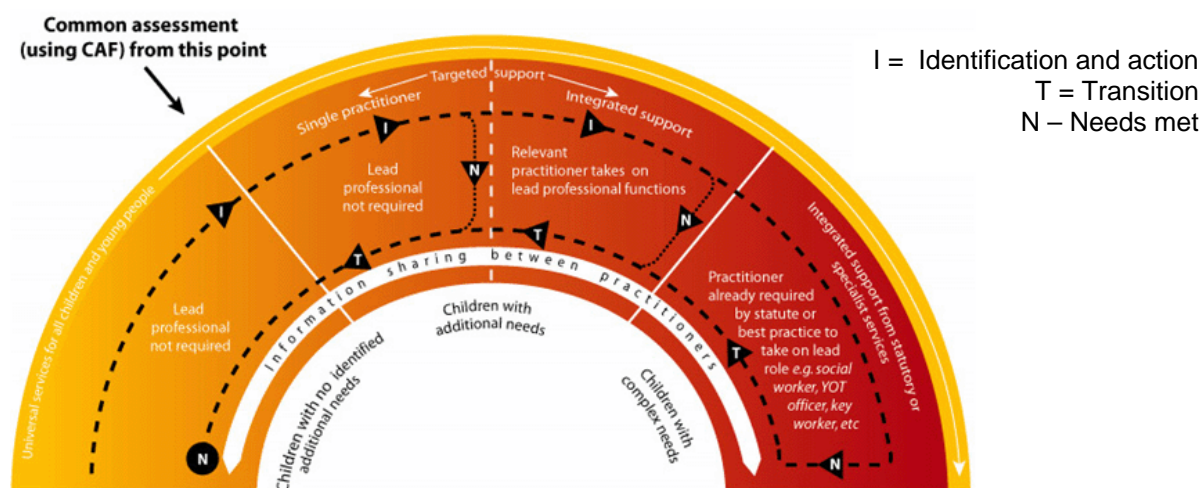 Common assessment
(using CAF) from this point
I = Identification and action
T = Transition
N – Needs met
Targeted support
Single practitioner
Integrated support
Universal services for all children and young people
Integrated support from statutory or
specialist services
I
I
I
Lead
professional
not required
Lead
professional
not required
N
Relevant
practitioner takes on
lead professional functions
N
T
T
Practitioner
already required
by statute or
best practice to
take on lead
role e.g. social
worker, YOT
officer, key
worker, etc
T
N
N
Information sharing between practitioners
Children with no identified
additional needs
Children with
additional needs
Children with
complex needs